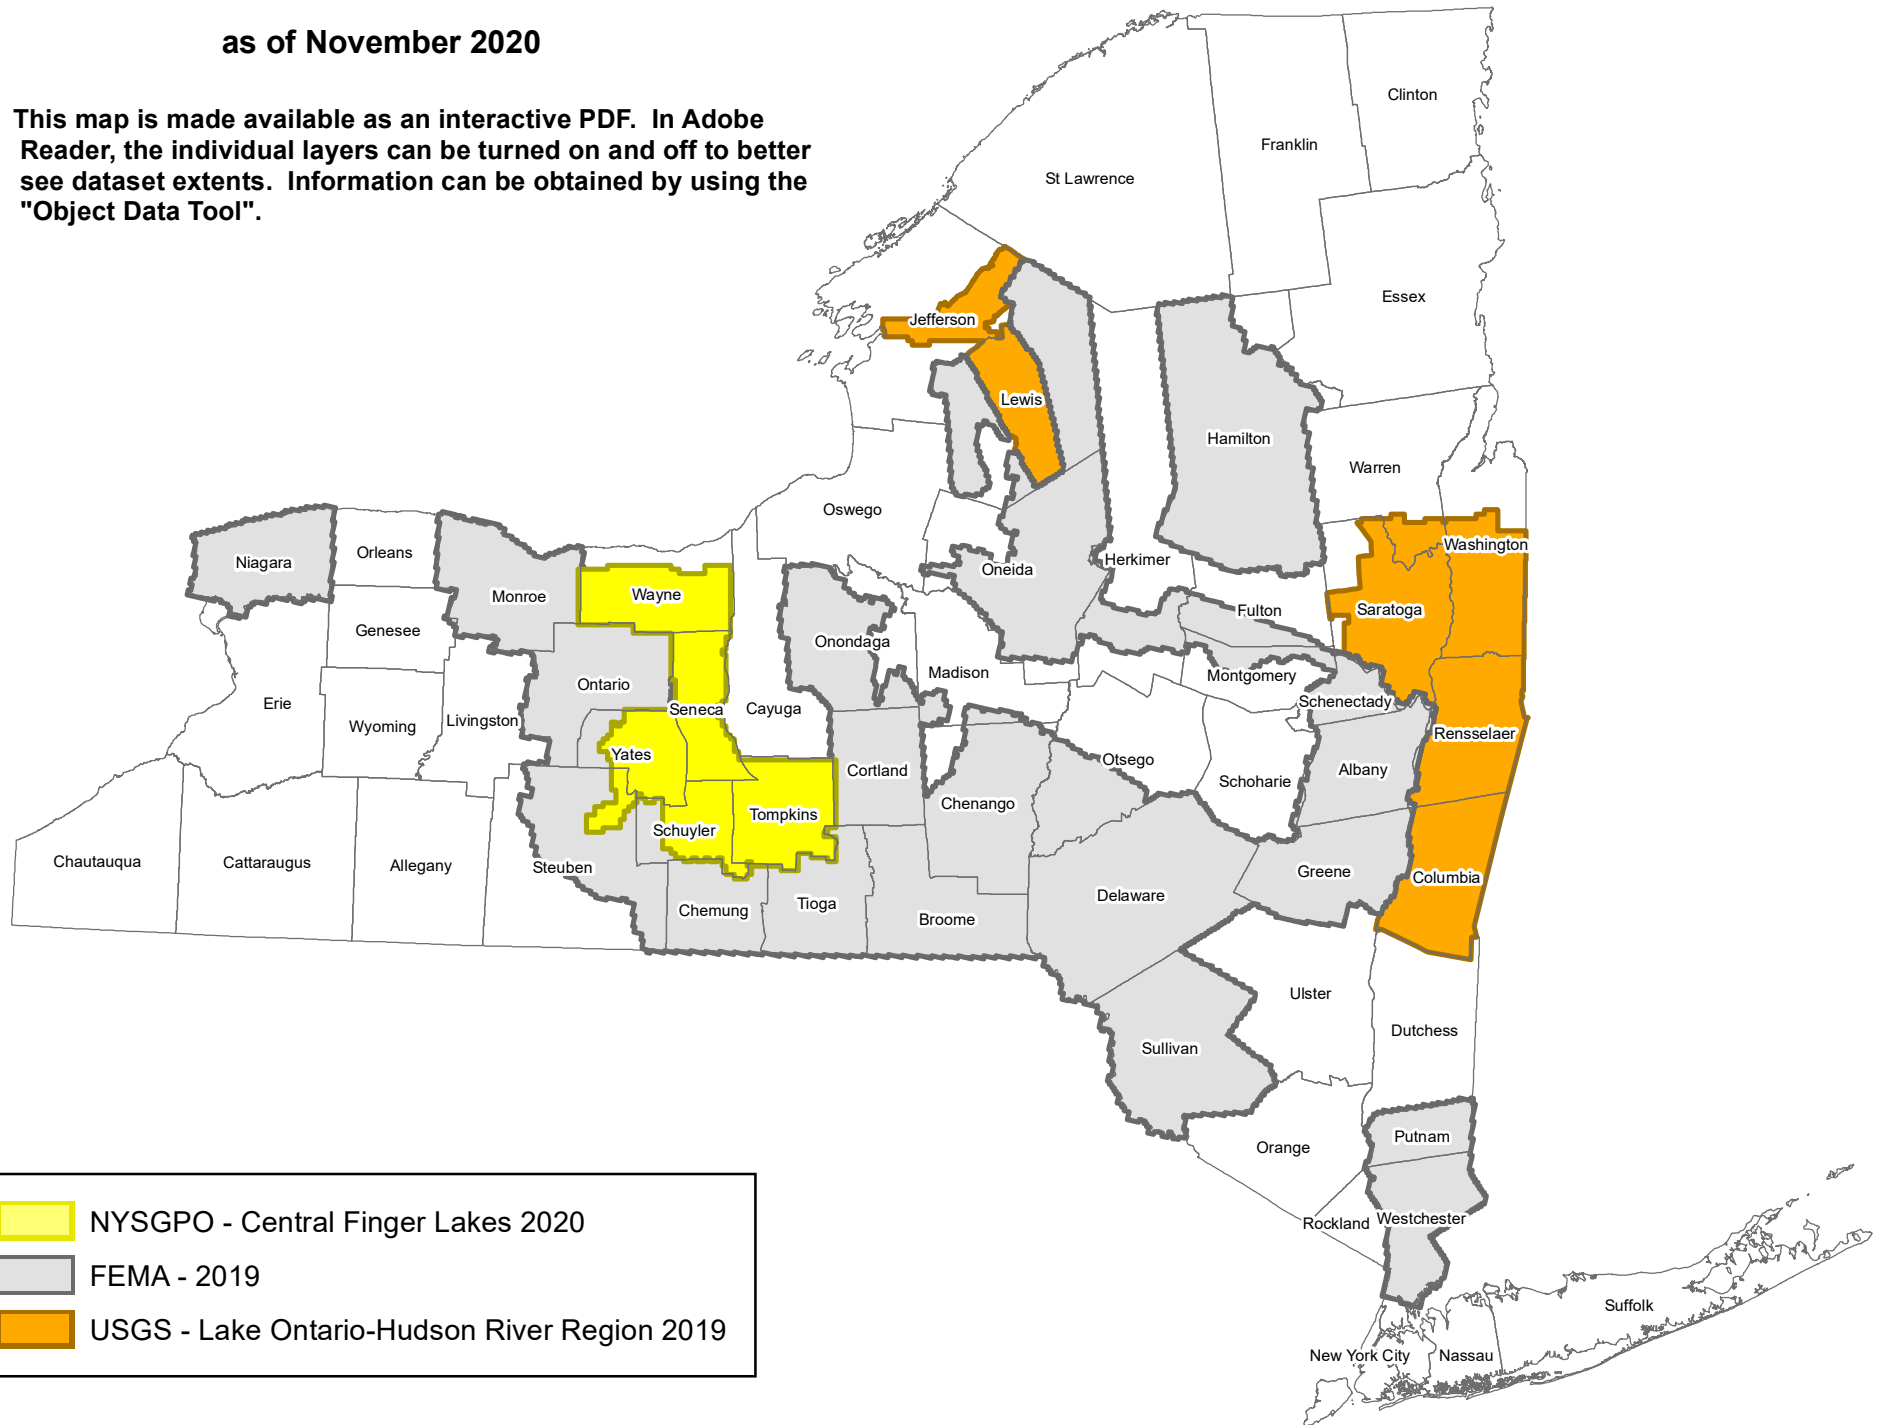 as of November 2020
This map is made available as an interactive PDF. In Adobe
Reader, the individual layers can be turned on and off to better
see dataset extents. Information can be obtained by using the
"Object Data Tool".
Clinton
Franklin
St Lawrence
Essex
Jefferson
Lewis
Hamilton
Warren
Oswego
Washington
Orleans
Niagara
Herkimer
Oneida
Wayne
Monroe
Fulton
Saratoga
Genesee
Onondaga
Madison
Montgomery
Ontario
Schenectady
Erie
Seneca
Cayuga
Livingston
Wyoming
Rensselaer
Yates
Otsego
Cortland
Albany
Schoharie
Chenango
Tompkins
Schuyler
Chautauqua
Cattaraugus
Allegany
Steuben
Greene
Columbia
Delaware
Tioga
Chemung
Broome
Ulster
Dutchess
Sullivan
Putnam
Orange
Rockland
Westchester
NYSGPO - Central Finger Lakes 2020
FEMA - 2019
USGS - Lake Ontario-Hudson River Region 2019
Suffolk
New York City
Nassau